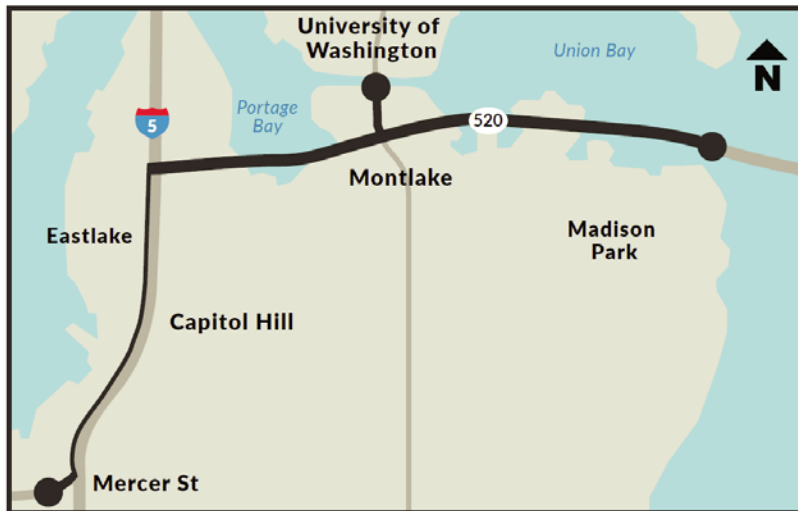 University of
Washington
Union Bay
N
Portage
Bay
5
520
Montlake
Eastlake
Madison
Park
Capitol Hill
Mercer St